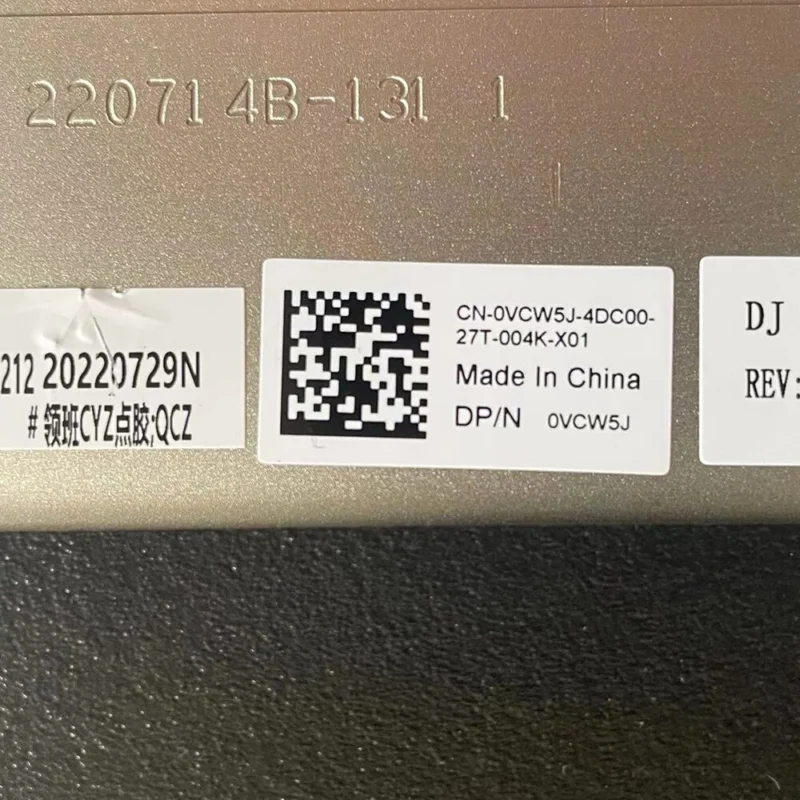 220714B-131 1
212 20220729N
#领班CYZ点胶;QCZ
CN-0VCW5J-4DC00-
27T-004K-X01
Made In China
DP/N 0VCW5J
DJ
REV: